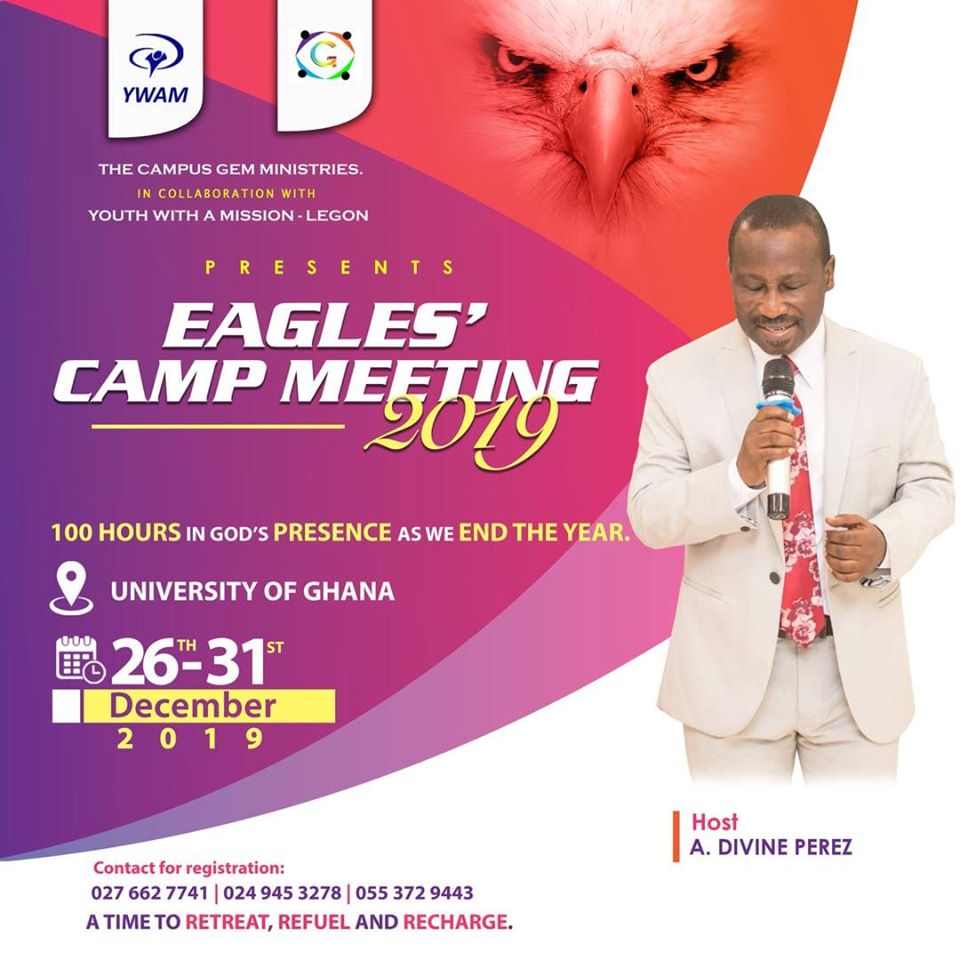 YWAM
G
THE CAMPUS GEM MINISTRIES.
IN COLLABORATION WITH
YOUTH WITH A MISSION - LEGON
PRESENTS
EAGLES’
CAMP MEETING
2019
100 HOURS IN GOD’S PRESENCE AS WE END THE YEAR.
UNIVERSITY OF GHANA
26TH-31ST
December
2019
Host
A. DIVINE PEREZ
Contact for registration:
027 662 7741 | 024 945 3278 | 055 372 9443
A TIME TO RETREAT, REFUEL AND RECHARGE.